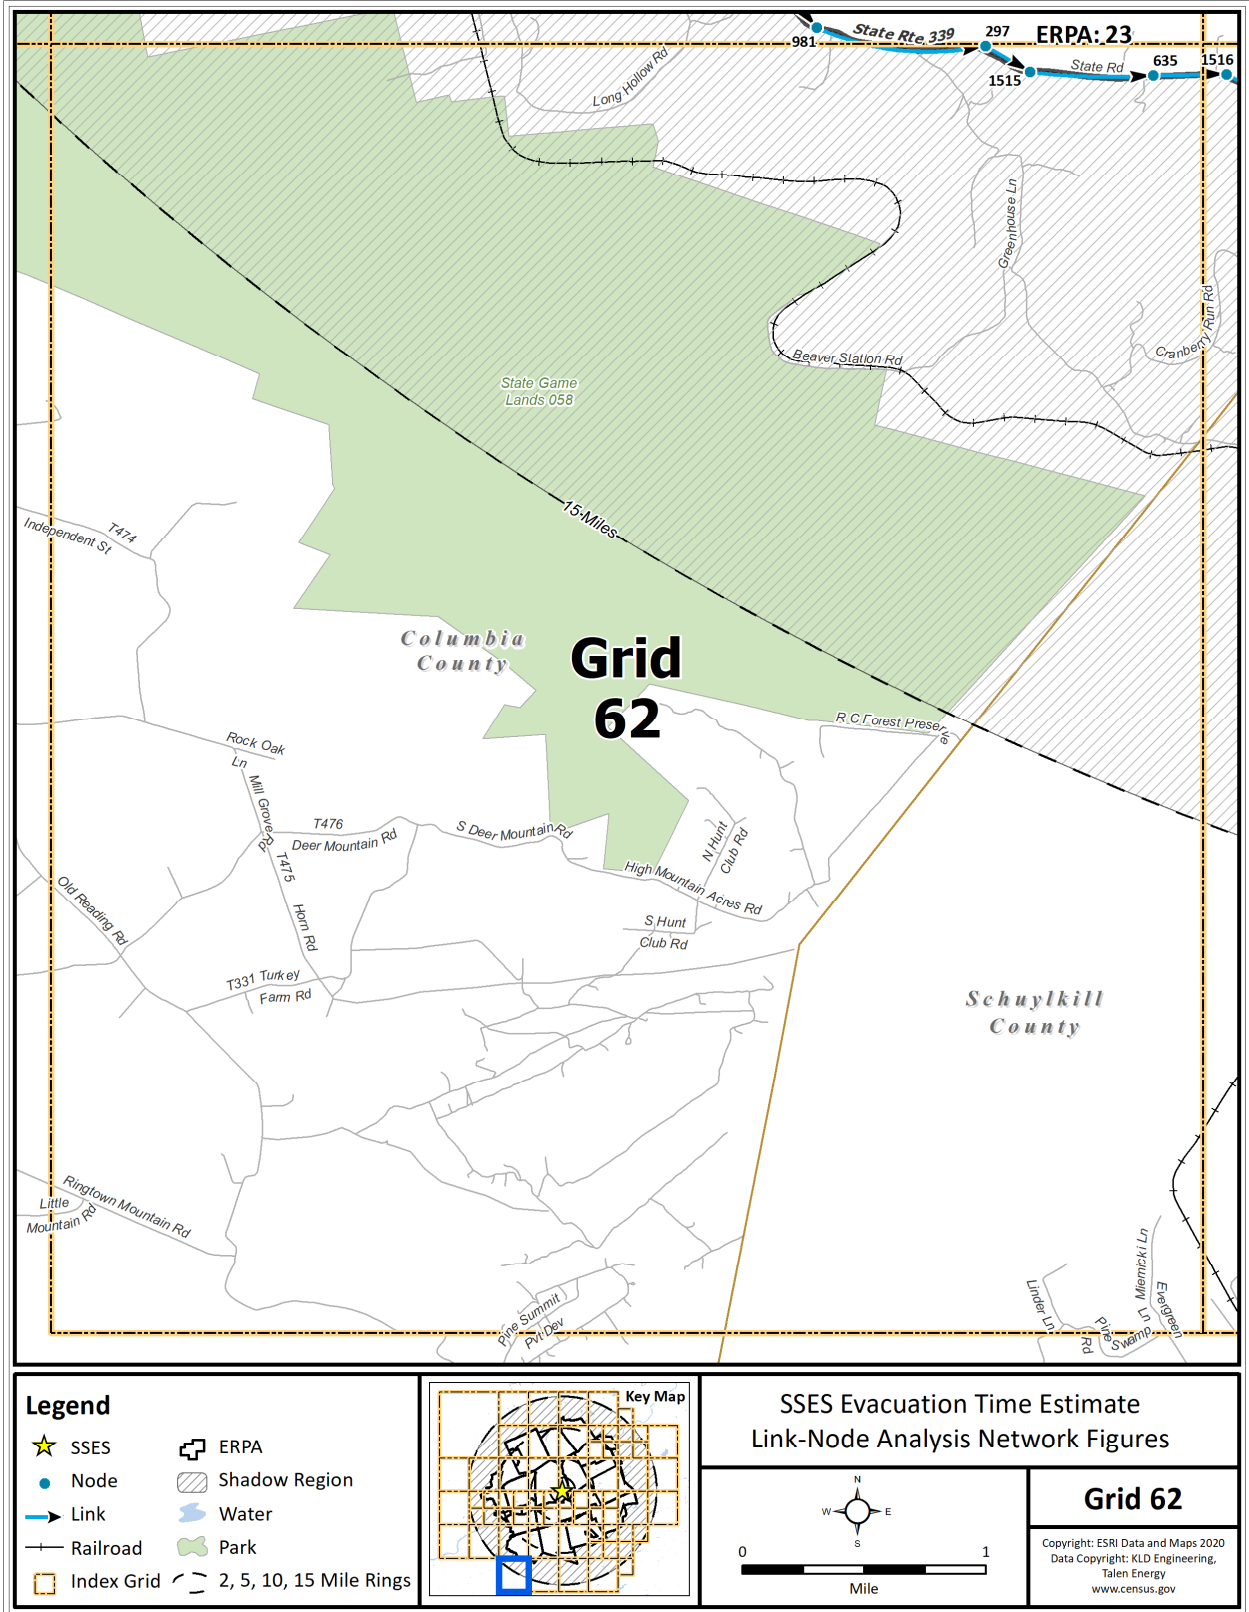 State Rte 339
297
ERPA: 23
981
State Rd
635
1516
1515
Long Hollow Rd
Greenhouse Ln
Cranberry Run Rd
Beaver Station Rd
State Game
Lands 058
15 Miles
T474
Independent St
Columbia
County
Grid
62
R C Forest Preserve
Rock Oak
Ln
Mill Grove
Rd
T476
Deer Mountain Rd
S Deer Mountain Rd
N Hunt
Club Rd
T475
High Mountain Acres Rd
Old Reading Rd
Horn Rd
S Hunt
Club Rd
T331 Turkey
Farm Rd
Schuylkill
County
Ringtown Mountain Rd
Little
Mountain Rd
Pine Summit
Pvt Dev
Linder Ln
Miemicki Ln
Evergreen
Ln
Pine Swamp
Rd
Legend
SSES
ERPA
Node
Shadow Region
Link
Water
Railroad
Park
Index Grid
2, 5, 10, 15 Mile Rings
Key Map
SSES Evacuation Time Estimate
Link-Node Analysis Network Figures
N
W
E
S
0
1
Mile
Grid 62
Copyright: ESRI Data and Maps 2020
Data Copyright: KLD Engineering,
Talen Energy
www.census.gov